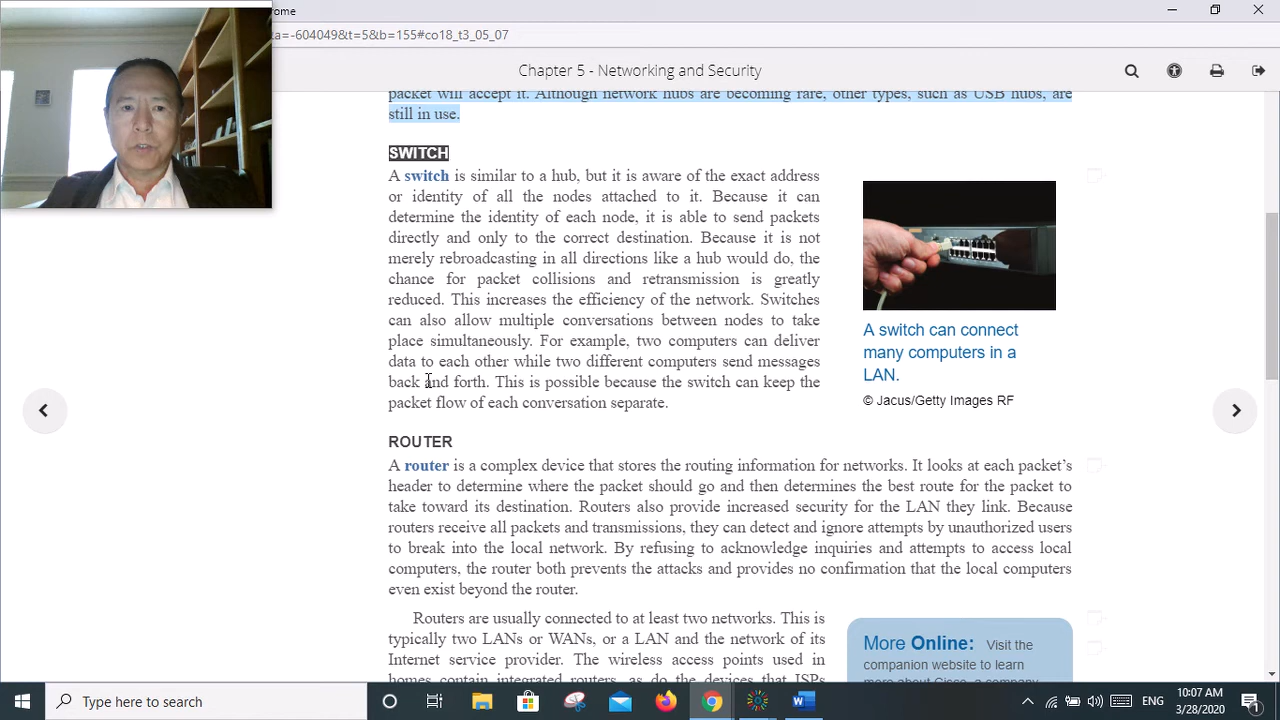 ome
a=-604049&t=5&b=155#co18_t3_05_07
Chapter 5 - Networking and Security
packet will accept it. Although network hubs are becoming rare, other types, such as USB hubs, are
still in use.
SWITCH
A switch is similar to a hub, but it is aware of the exact address
or identity of all the nodes attached to it. Because it can
determine the identity of each node, it is able to send packets
directly and only to the correct destination. Because it is not
merely rebroadcasting in all directions like a hub would do, the
chance for packet collisions and retransmission is greatly
reduced. This increases the efficiency of the network. Switches
can also allow multiple conversations between nodes to take
place simultaneously. For example, two computers can deliver
data to each other while two different computers send messages
back and forth. This is possible because the switch can keep the
packet flow of each conversation separate.
A switch can connect
many computers in a
LAN.
© Jacus/Getty Images RF
ROUTER
A router is a complex device that stores the routing information for networks. It looks at each packet’s
header to determine where the packet should go and then determines the best route for the packet to
take toward its destination. Routers also provide increased security for the LAN they link. Because
routers receive all packets and transmissions, they can detect and ignore attempts by unauthorized users
to break into the local network. By refusing to acknowledge inquiries and attempts to access local
computers, the router both prevents the attacks and provides no confirmation that the local computers
even exist beyond the router.
Routers are usually connected to at least two networks. This is
typically two LANs or WANs, or a LAN and the network of its
Internet service provider. The wireless access points used in
homes contain integrated routers, as do the devices that ISPs
More Online: Visit the
companion website to learn
more about Cisco, a company
Type here to search
ENG
10:07 AM
3/28/2020